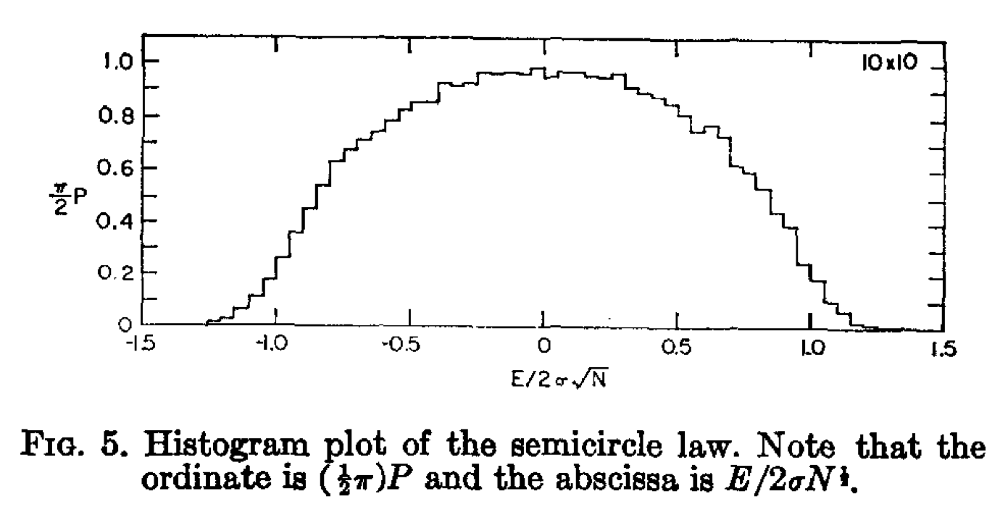 10x10
1.0
0.8
0.6
π/2 P
0.4
0.2
0
-1.5 -1.0 -0.5 0 0.5 1.0 1.5
E/2σ√N
FIG. 5. Histogram plot of the semicircle law. Note that the
ordinate is (½π)P and the abscissa is E/2σN½.